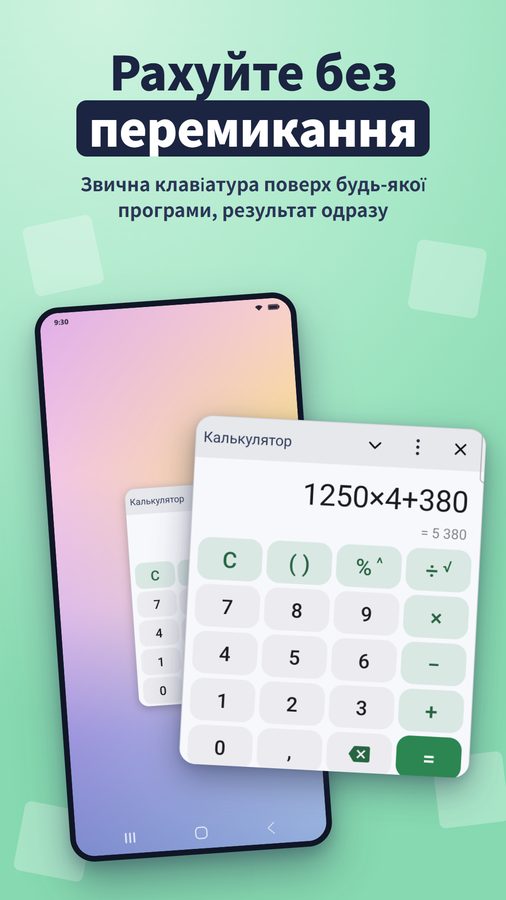 Рахуйте без
перемикання
Звична клавіатура поверх будь-якої
програми, результат одразу
9:30
Калькулятор
C
7
4
1
0
Калькулятор
1250×4+380
= 5 380
C ( ) % ^ ÷ √
7 8 9 ×
4 5 6 −
1 2 3 +
0 , =